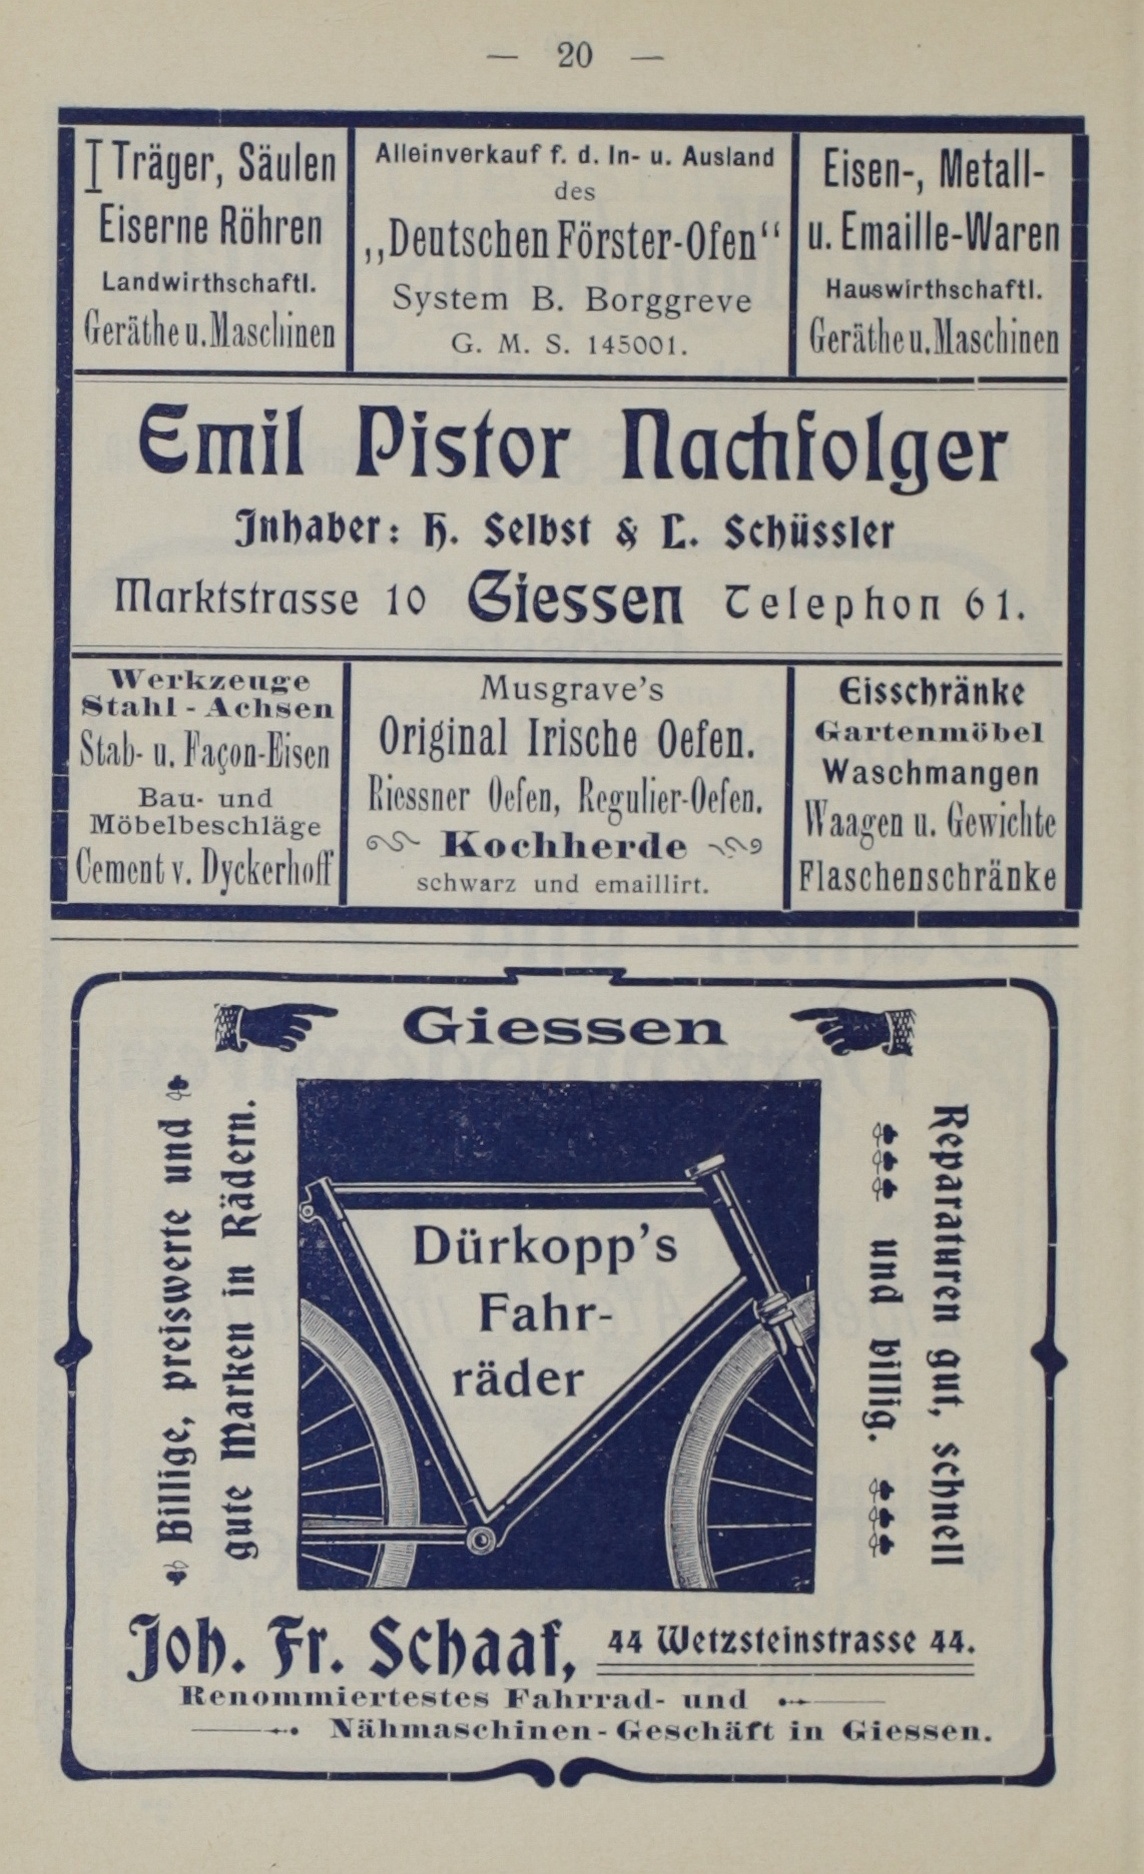 — 20 —
I Träger, Säulen
Eiserne Röhren
Landwirthschaftl.
Geräthe u. Maschinen
Alleinverkauf f. d. In- u. Ausland
des
„Deutschen Förster-Ofen“
System B. Borggreve
G. M. S. 145001.
Eisen-, Metall-
u. Emaille-Waren
Hauswirthschaftl.
Geräthe u. Maschinen
Emil Pistor Nachfolger
Inhaber: H. Selbst & L. Schüssler
Marktstrasse 10 Giessen Telephon 61.
Werkzeuge
Stahl-Achsen
Stab- u. Façon-Eisen
Bau- und
Möbelbeschläge
Cement v. Dyckerhoff
Musgrave's
Original Irische Oefen.
Riessner Oefen, Regulier-Oefen.
Kochherde
schwarz und emaillirt.
Eisschränke
Gartenmöbel
Waschmangen
Waagen u. Gewichte
Flaschenschränke
Giessen
Billige, preiswerte und
gute Marken in Rädern.
Dürkopp's
Fahr-
räder
Reparaturen gut, schnell
und billig.
Joh. Fr. Schaaf, 44 Wetzsteinstrasse 44.
Renommiertestes Fahrrad- und
Nähmaschinen-Geschäft in Giessen.